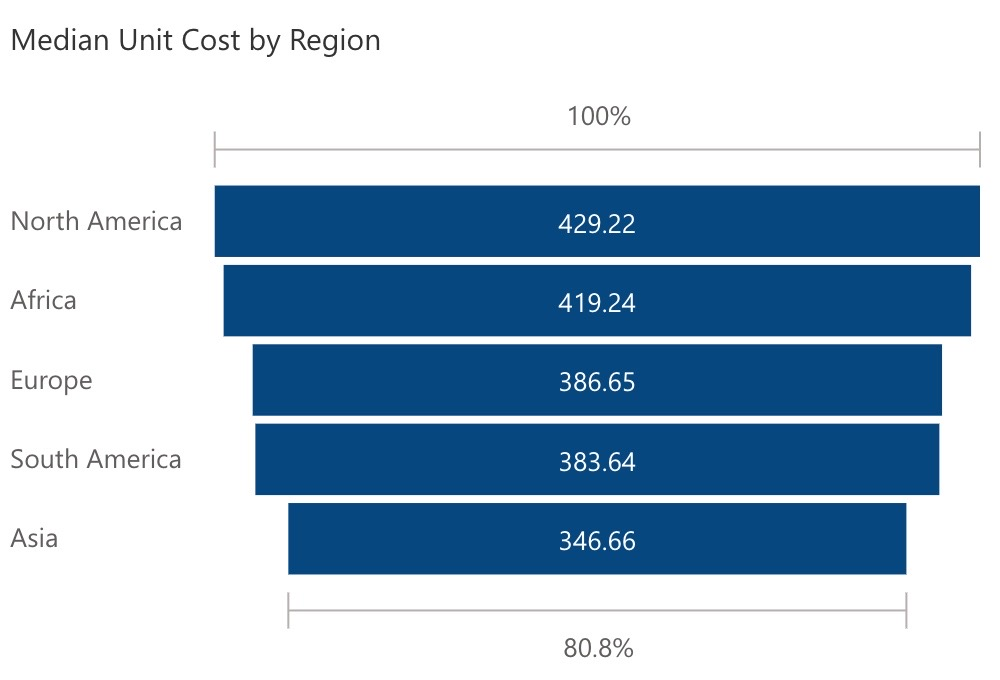 Median Unit Cost by Region
100%
North America 429.22
Africa 419.24
Europe 386.65
South America 383.64
Asia 346.66
80.8%